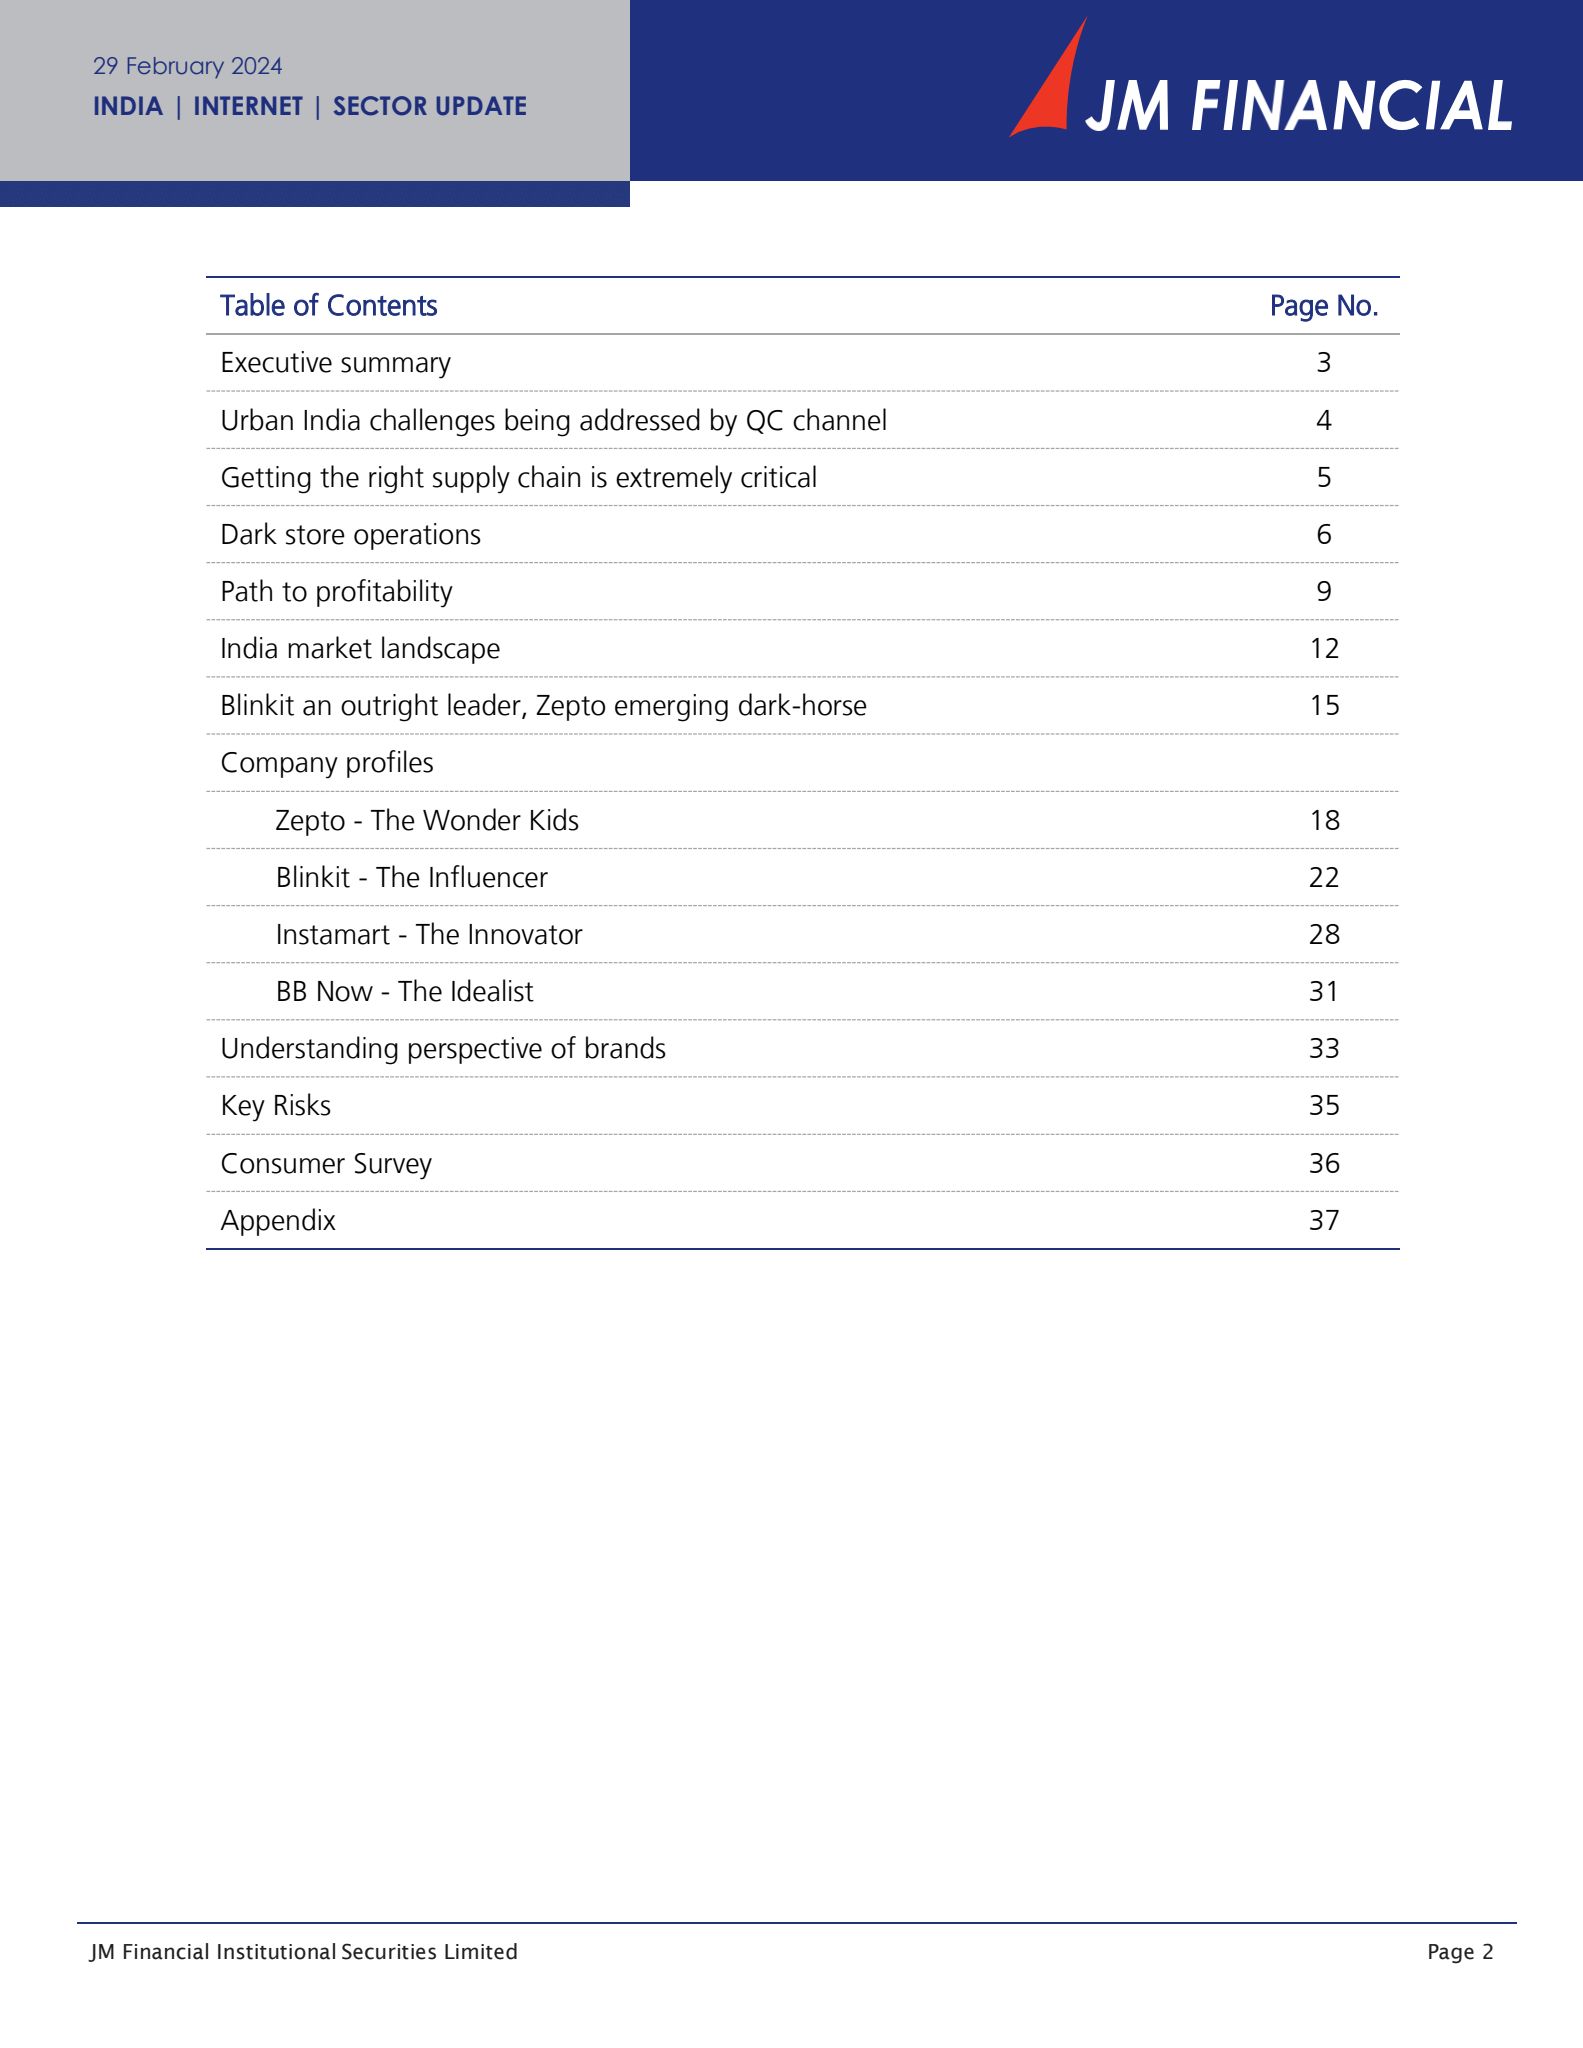 29 February 2024
INDIA | INTERNET | SECTOR UPDATE
JM FINANCIAL
Table of Contents Page No.
Executive summary 3
Urban India challenges being addressed by QC channel 4
Getting the right supply chain is extremely critical 5
Dark store operations 6
Path to profitability 9
India market landscape 12
Blinkit an outright leader, Zepto emerging dark-horse 15
Company profiles
Zepto - The Wonder Kids 18
Blinkit - The Influencer 22
Instamart - The Innovator 28
BB Now - The Idealist 31
Understanding perspective of brands 33
Key Risks 35
Consumer Survey 36
Appendix 37
JM Financial Institutional Securities Limited Page 2